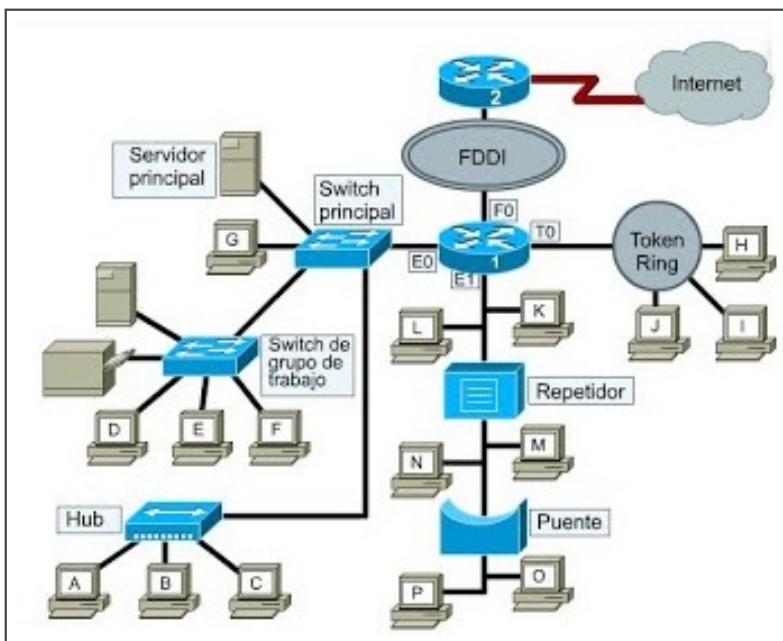 Internet
2
FDDI
Servidor
principal
Switch
principal
F0
T0
G
E0
1
E1
Token
Ring
H
L
K
J
I
Switch de
grupo de
trabajo
Repetidor
D
E
F
N
M
Hub
Puente
A
B
C
P
O